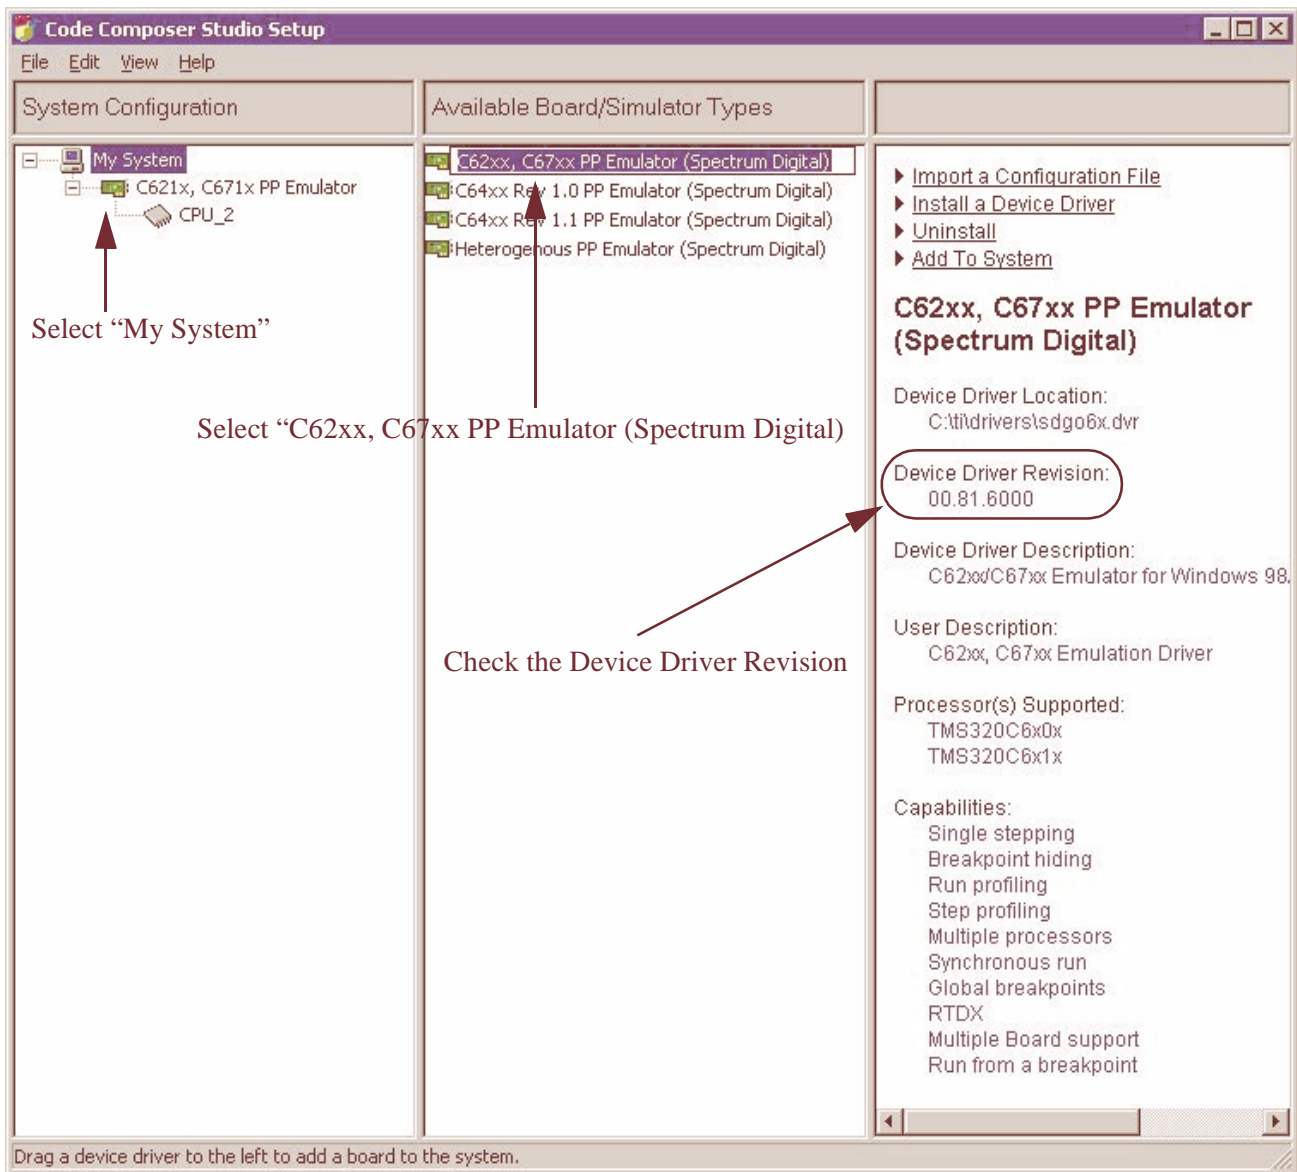 Code Composer Studio Setup
File Edit View Help
System Configuration
Available Board/Simulator Types
My System
C621x, C671x PP Emulator
CPU_2
Select “My System”
C62xx, C67xx PP Emulator (Spectrum Digital)
C64xx Rev 1.0 PP Emulator (Spectrum Digital)
C64xx Rev 1.1 PP Emulator (Spectrum Digital)
Heterogenous PP Emulator (Spectrum Digital)
Select “C62xx, C67xx PP Emulator (Spectrum Digital)
Check the Device Driver Revision
Import a Configuration File
Install a Device Driver
Uninstall
Add To System
C62xx, C67xx PP Emulator
(Spectrum Digital)
Device Driver Location:
C:\ti\drivers\sdgo6x.dvr
Device Driver Revision:
00.81.6000
Device Driver Description:
C62xx/C67xx Emulator for Windows 98.
User Description:
C62xx, C67xx Emulation Driver
Processor(s) Supported:
TMS320C6x0x
TMS320C6x1x
Capabilities:
Single stepping
Breakpoint hiding
Run profiling
Step profiling
Multiple processors
Synchronous run
Global breakpoints
RTDX
Multiple Board support
Run from a breakpoint
Drag a device driver to the left to add a board to the system.